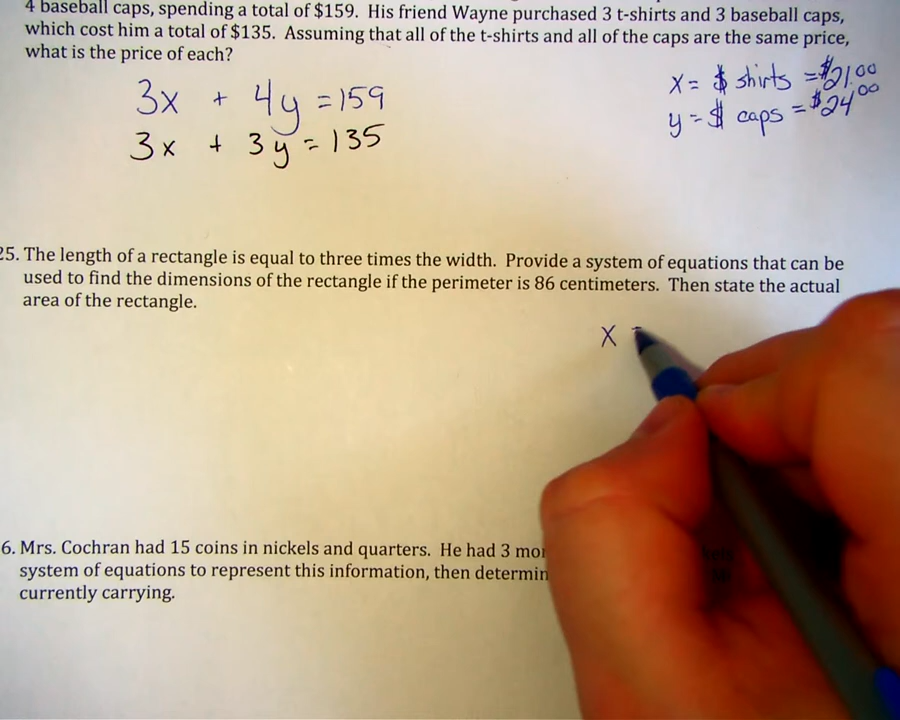 4 baseball caps, spending a total of $159. His friend Wayne purchased 3 t-shirts and 3 baseball caps,
which cost him a total of $135. Assuming that all of the t-shirts and all of the caps are the same price,
what is the price of each?
3x + 4y = 159
3x + 3y = 135
x = $ shirts = $21.00
y = $ caps = $24.00
25. The length of a rectangle is equal to three times the width. Provide a system of equations that can be
used to find the dimensions of the rectangle if the perimeter is 86 centimeters. Then state the actual
area of the rectangle.
x =
6. Mrs. Cochran had 15 coins in nickels and quarters. He had 3
system of equations to represent this information, then
currently carrying.